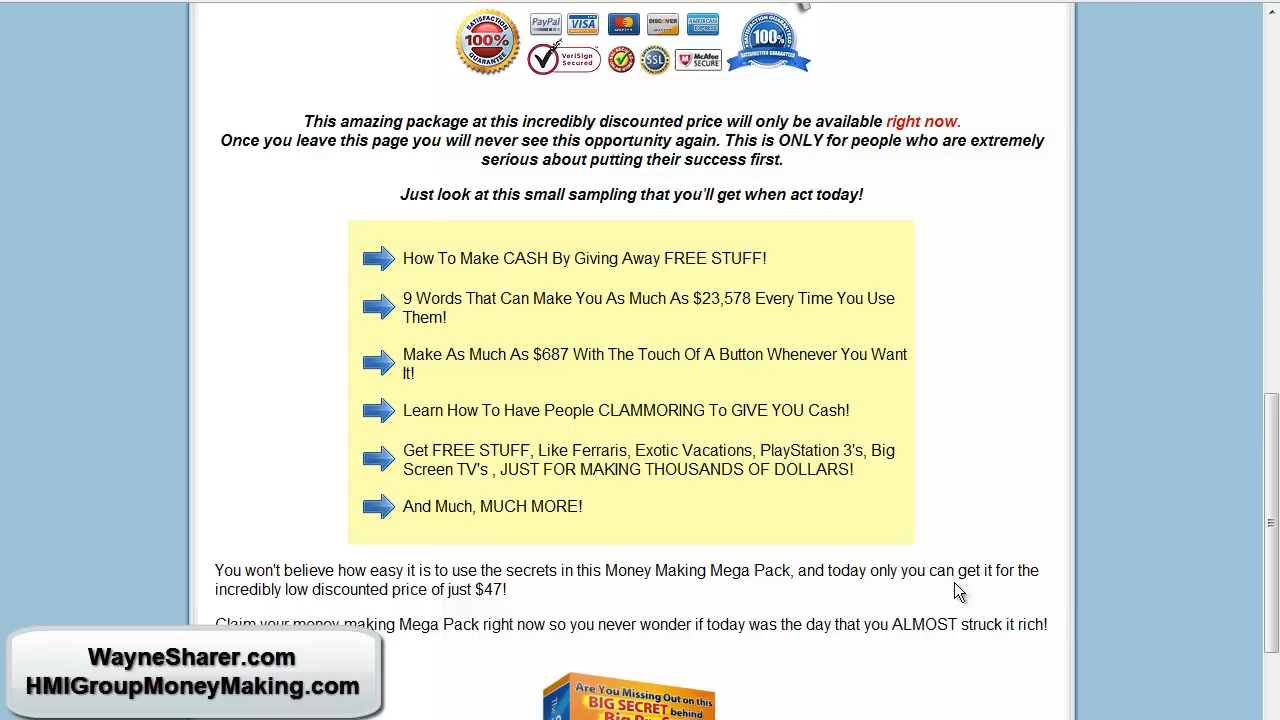 SATISFACTION
100%
GUARANTEED
PayPal VISA MasterCard DISCOVER AMERICAN EXPRESS
VeriSign
Secured
SSL
McAfee
SECURE
100%
SATISFACTION GUARANTEED
This amazing package at this incredibly discounted price will only be available right now.
Once you leave this page you will never see this opportunity again. This is ONLY for people who are extremely
serious about putting their success first.
Just look at this small sampling that you'll get when act today!
How To Make CASH By Giving Away FREE STUFF!
9 Words That Can Make You As Much As $23,578 Every Time You Use
Them!
Make As Much As $687 With The Touch Of A Button Whenever You Want
It!
Learn How To Have People CLAMMORING To GIVE YOU Cash!
Get FREE STUFF, Like Ferraris, Exotic Vacations, PlayStation 3's, Big
Screen TV's , JUST FOR MAKING THOUSANDS OF DOLLARS!
And Much, MUCH MORE!
You won't believe how easy it is to use the secrets in this Money Making Mega Pack, and today only you can get it for the
incredibly low discounted price of just $47!
Claim your money making Mega Pack right now so you never wonder if today was the day that you ALMOST struck it rich!
WayneSharer.com
HMIGroupMoneyMaking.com
Are You Missing Out on this
BIG SECRET
behind